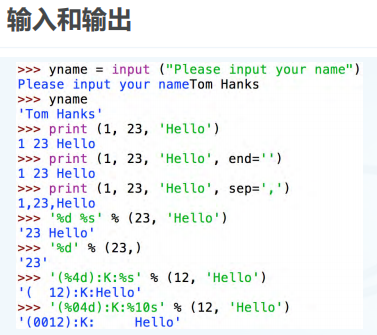 输入和输出
>>> yname = input ("Please input your name")
Please input your nameTom Hanks
>>> yname
'Tom Hanks'
>>> print (1, 23, 'Hello')
1 23 Hello
>>> print (1, 23, 'Hello', end='')
1 23 Hello
>>> print (1, 23, 'Hello', sep=',')
1,23,Hello
>>> '%d %s' % (23, 'Hello')
'23 Hello'
>>> '%d' % (23,)
'23'
>>> '(%4d):K:%s' % (12, 'Hello')
'(  12):K:Hello'
>>> '(%04d):K:%10s' % (12, 'Hello')
'(0012):K:     Hello'